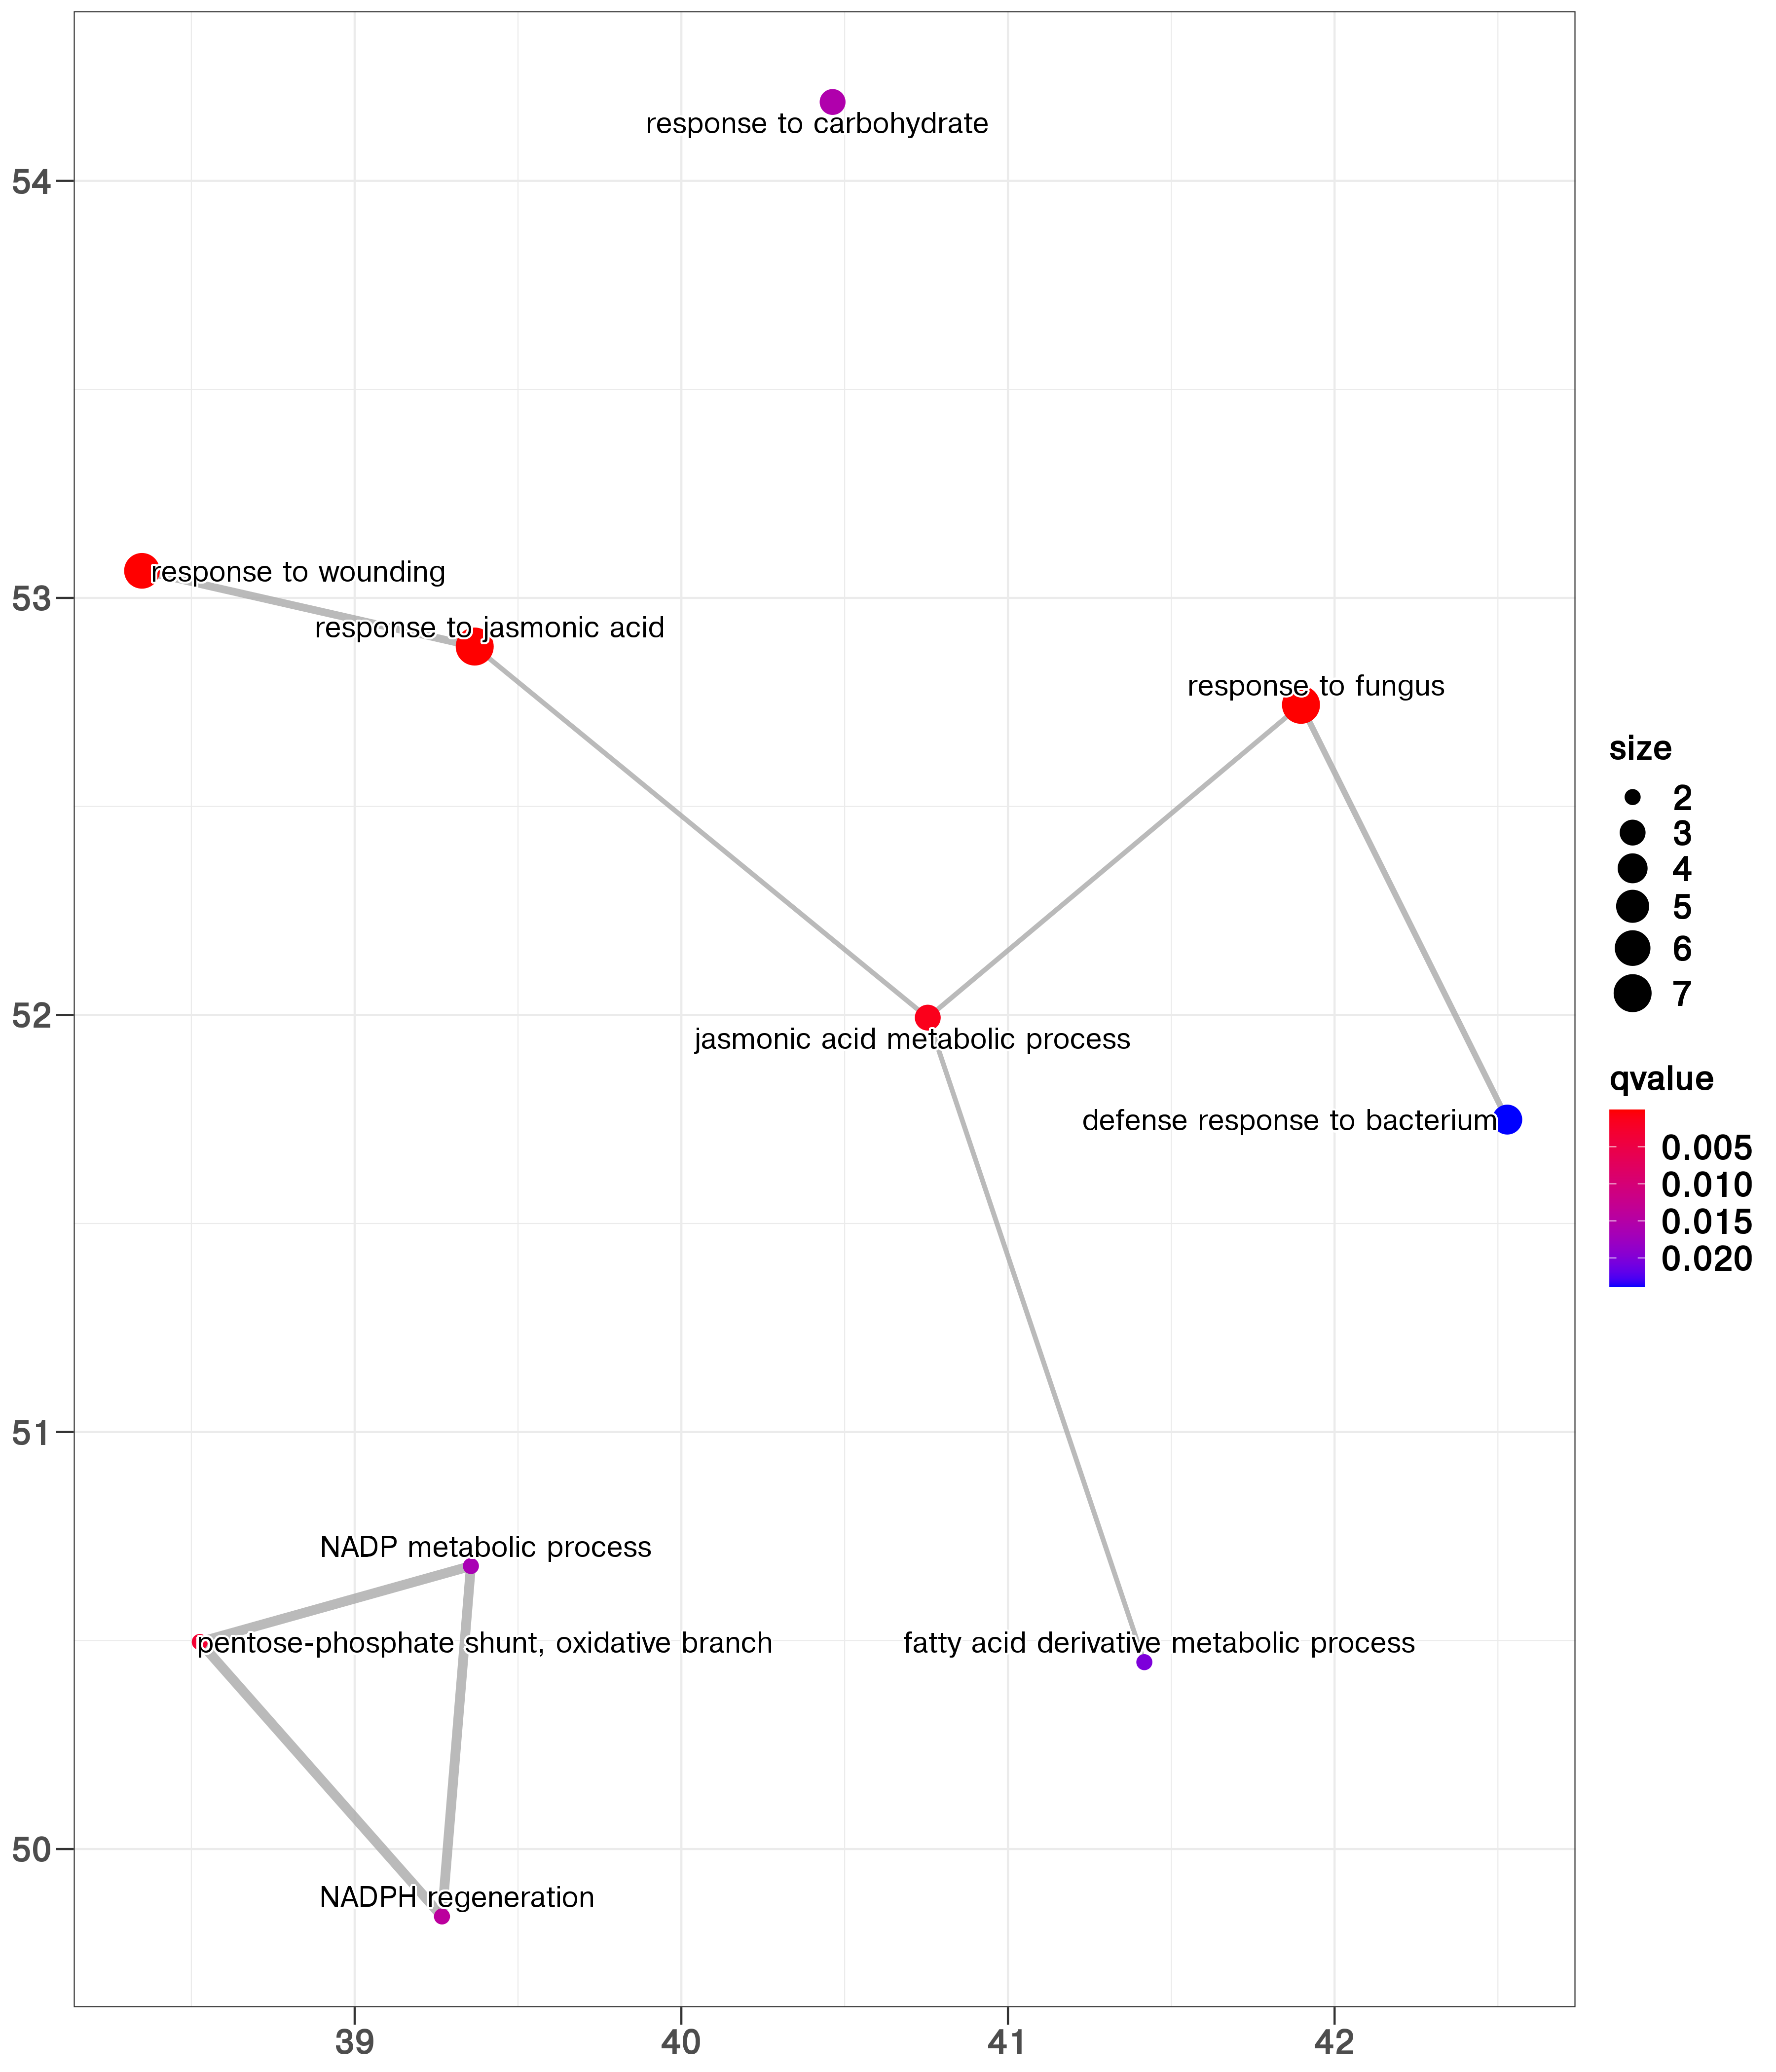 response to carbohydrate
54
response to wounding
53
response to jasmonic acid
response to fungus
52
jasmonic acid metabolic process
defense response to bacterium
51
NADP metabolic process
pentose-phosphate shunt, oxidative branch
fatty acid derivative metabolic process
50
NADPH regeneration
39 40 41 42
size
2
3
4
5
6
7
qvalue
0.005
0.010
0.015
0.020